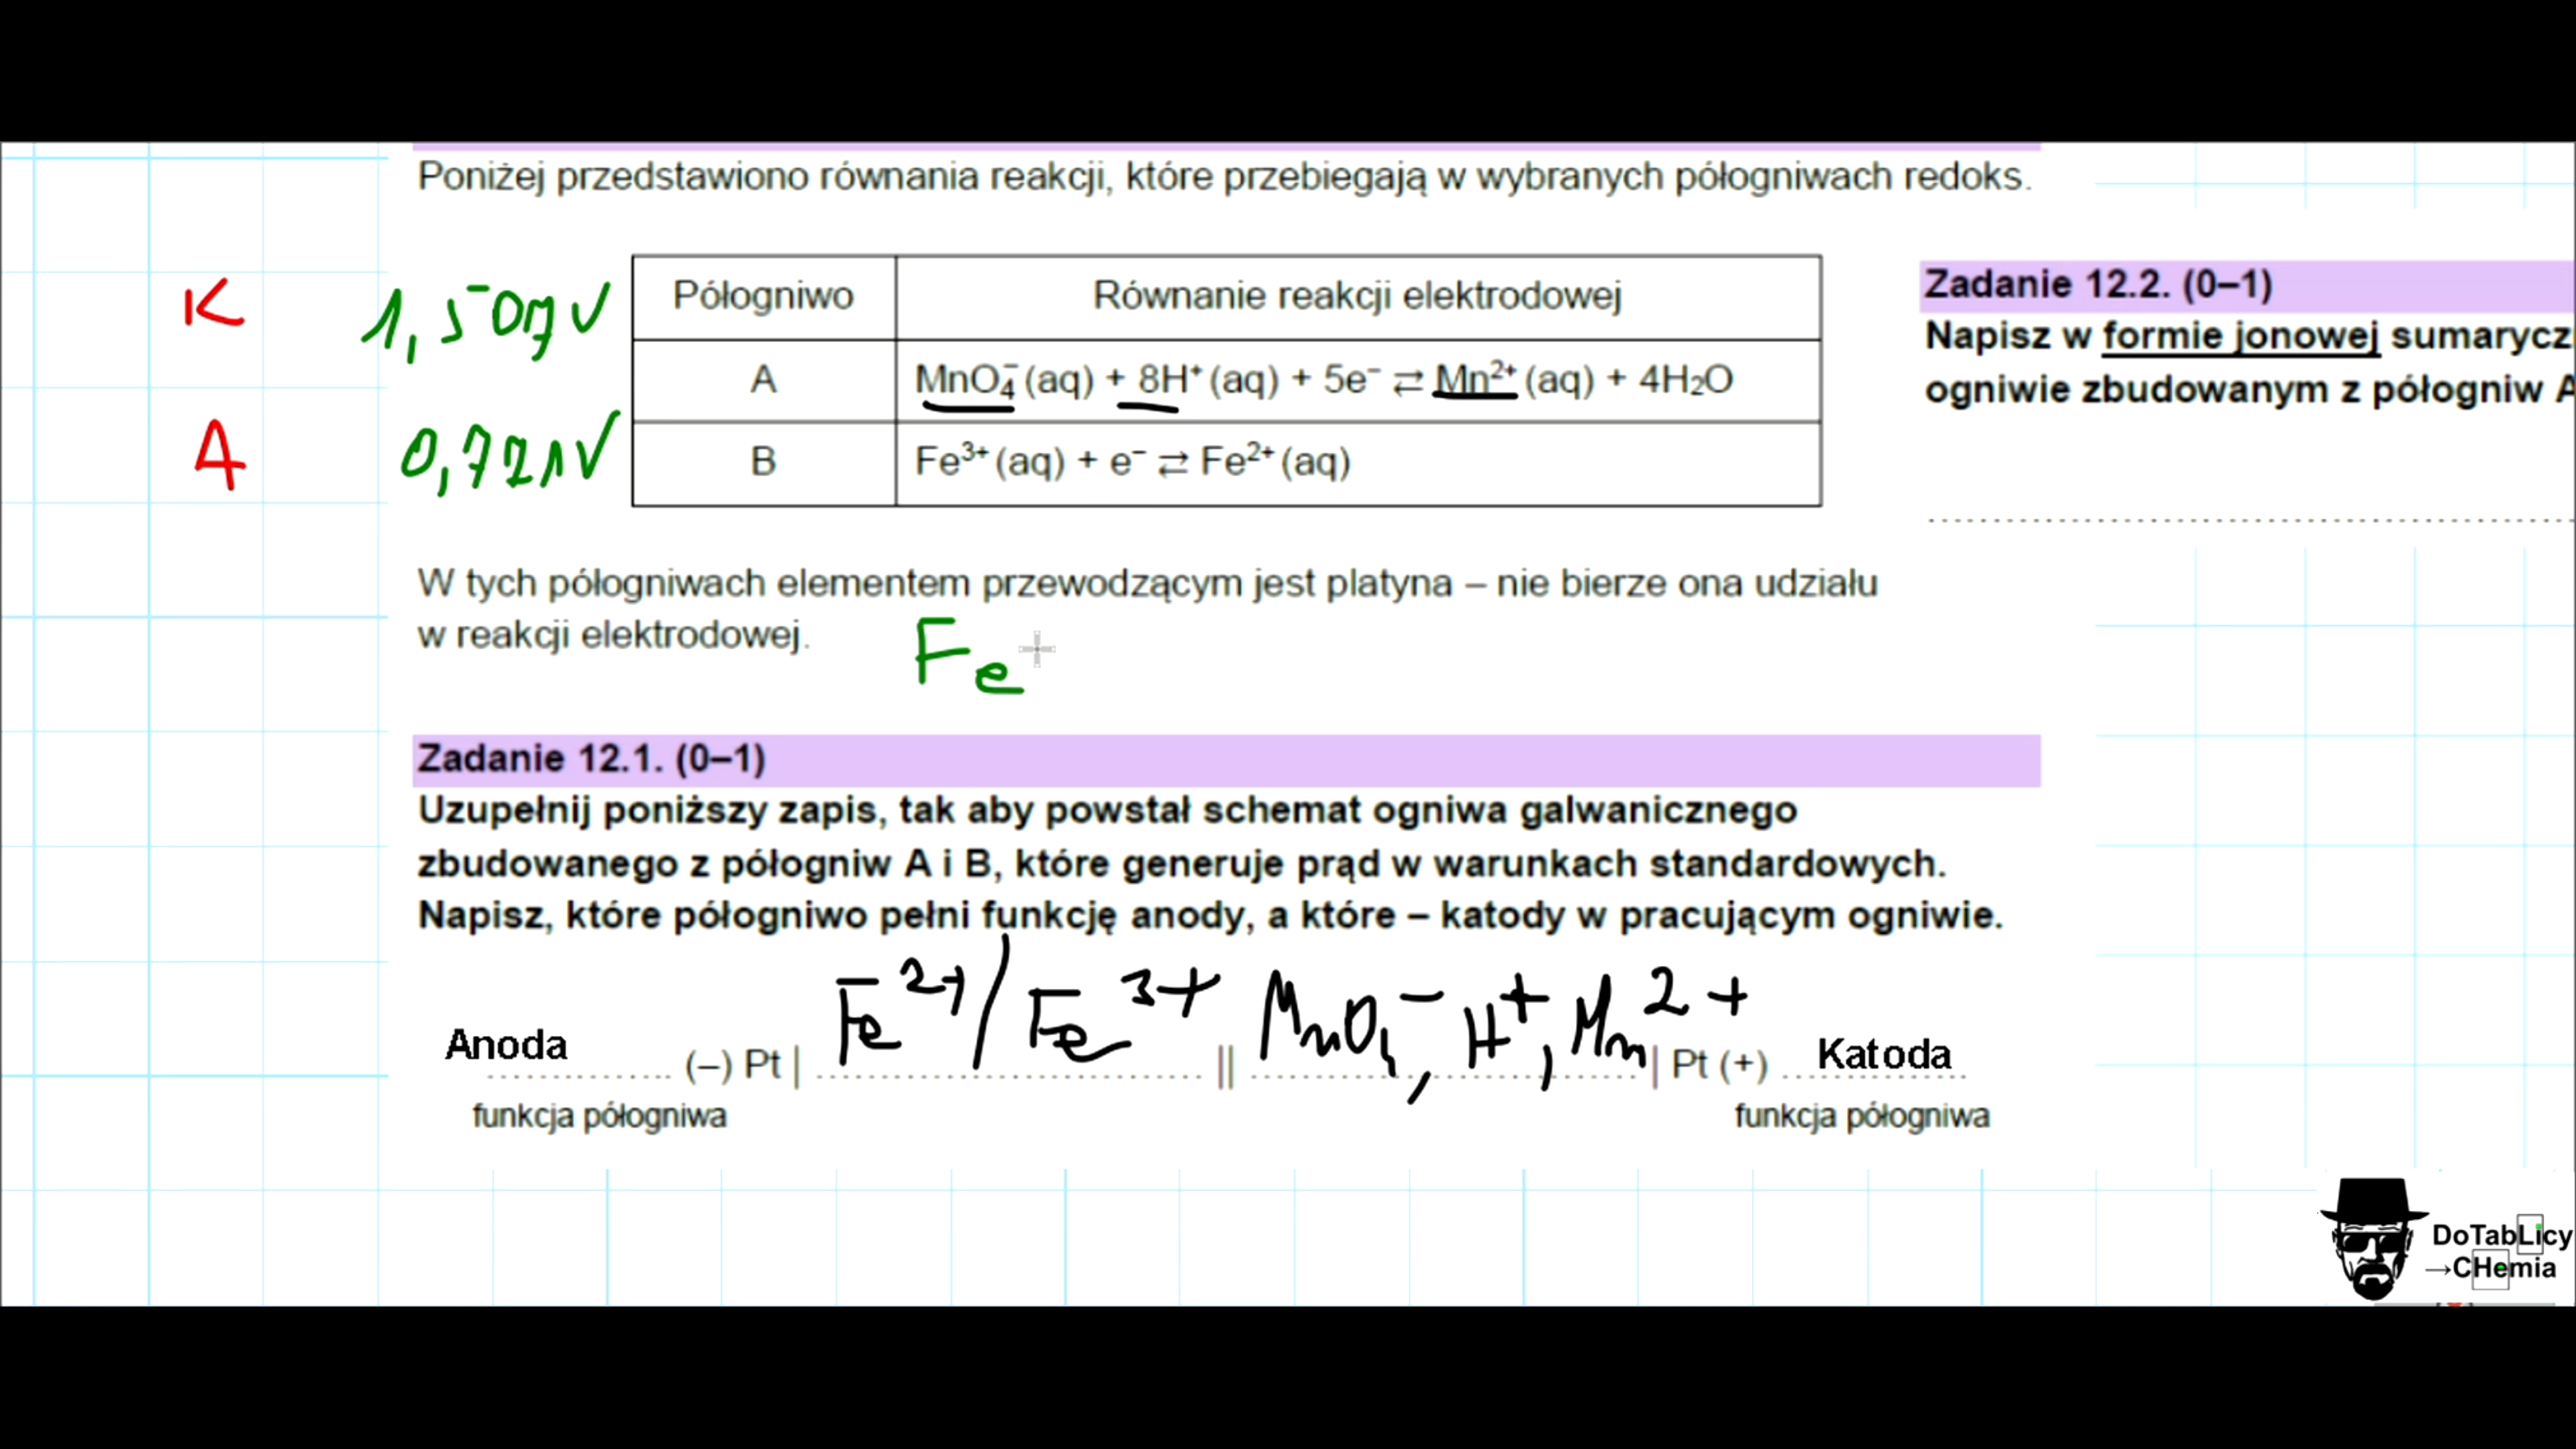 Poniżej przedstawiono równania reakcji, które przebiegają w wybranych półogniwach redoks.
K 1,507V
Półogniwo Równanie reakcji elektrodowej
A MnO₄⁻ (aq) + 8H⁺ (aq) + 5e⁻ ⇄ Mn²⁺ (aq) + 4H₂O
A 0,771V
B Fe³⁺ (aq) + e⁻ ⇄ Fe²⁺ (aq)
W tych półogniwach elementem przewodzącym jest platyna – nie bierze ona udziału
w reakcji elektrodowej.
Fe
Zadanie 12.1. (0–1)
Uzupełnij poniższy zapis, tak aby powstał schemat ogniwa galwanicznego
zbudowanego z półogniw A i B, które generuje prąd w warunkach standardowych.
Napisz, które półogniwo pełni funkcję anody, a które – katody w pracującym ogniwie.
Anoda (–) Pt | Fe²⁺/Fe³⁺ || MnO₄⁻, H⁺, Mn²⁺ | Pt (+) Katoda
funkcja półogniwa funkcja półogniwa
Zadanie 12.2. (0–1)
Napisz w formie jonowej sumarycz
ogniwie zbudowanym z półogniw A
DoTabLicy
→CHemia